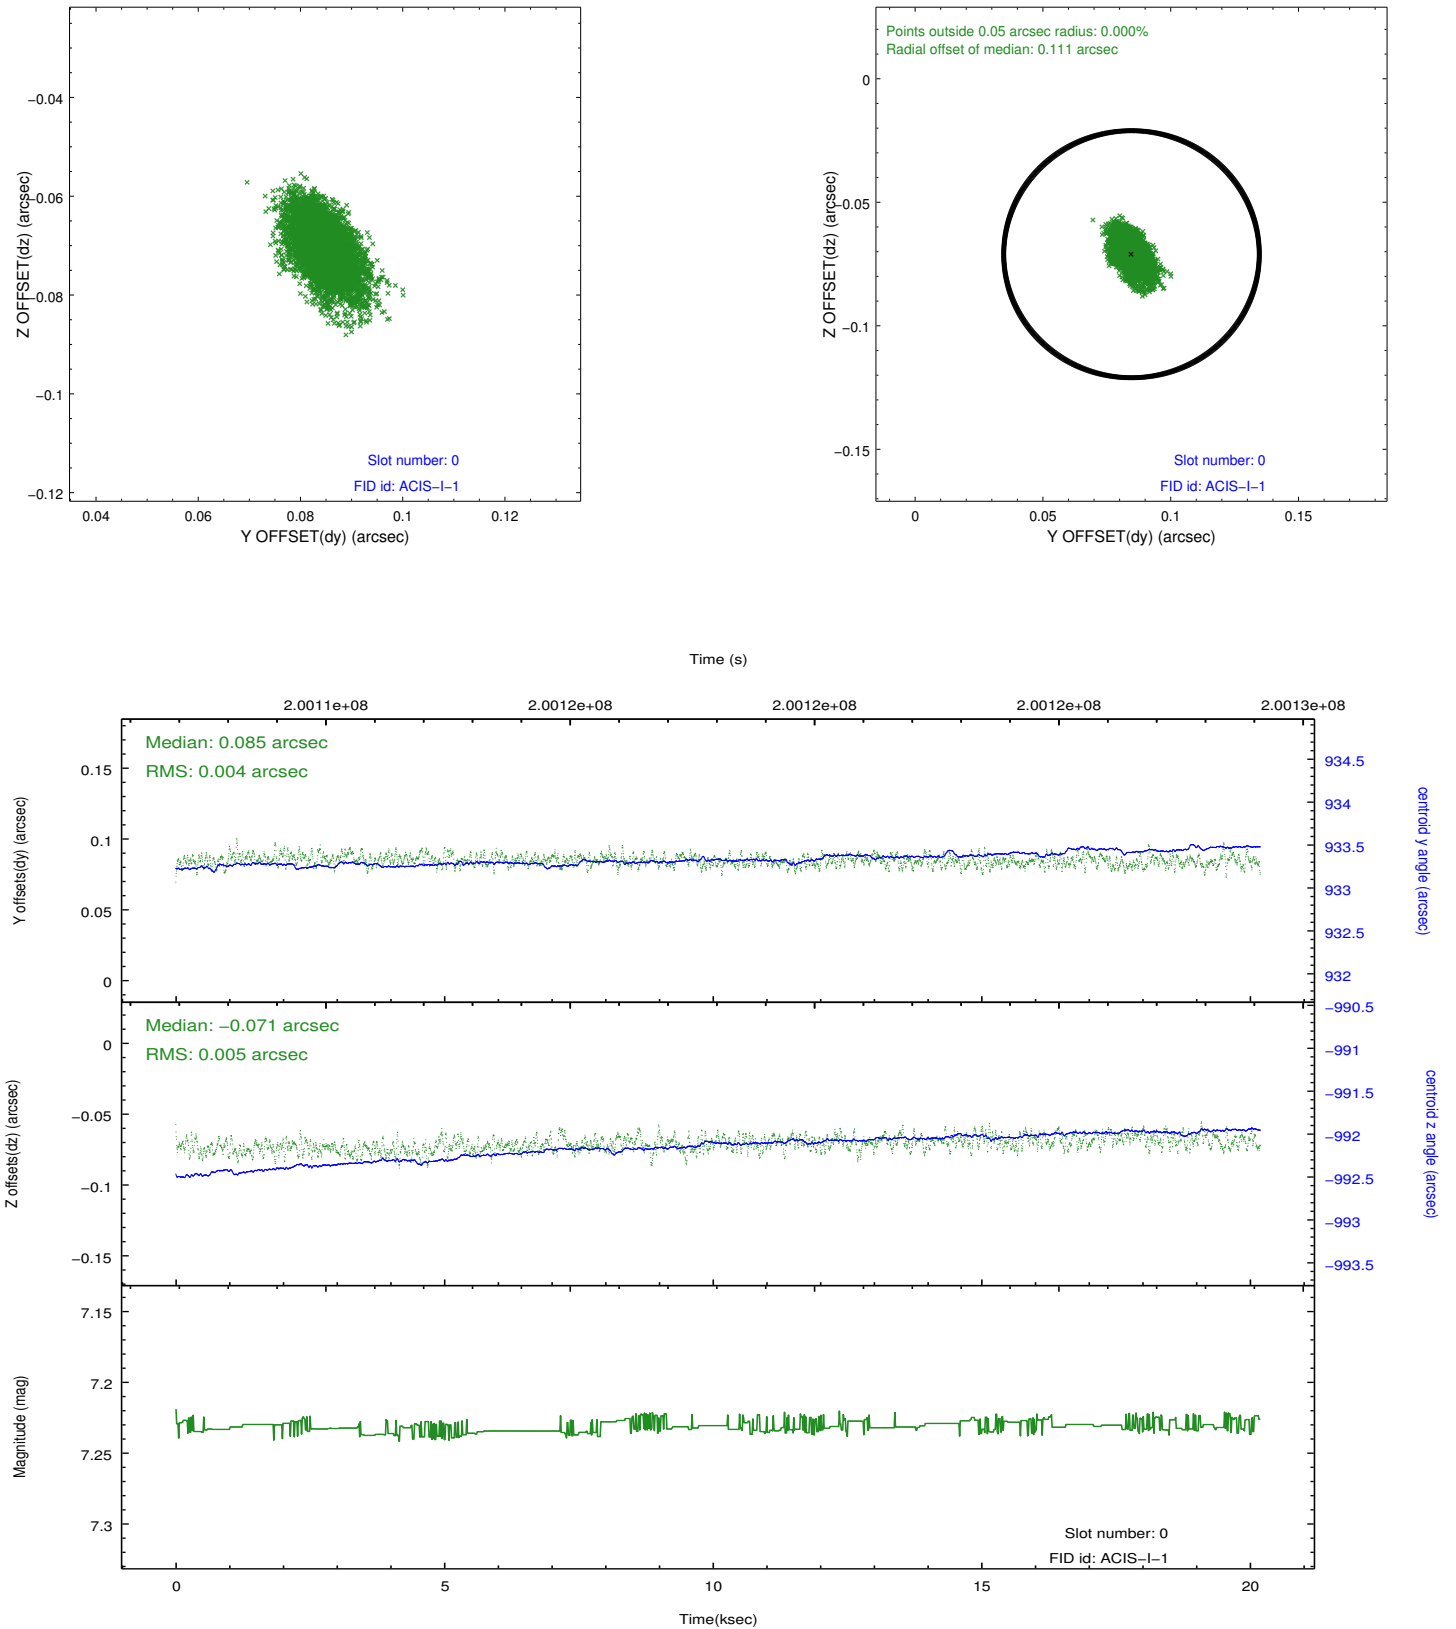 −0.04
−0.06
−0.08
−0.1
−0.12
Z OFFSET(dz) (arcsec)
0.04 0.06 0.08 0.1 0.12
Y OFFSET(dy) (arcsec)
Slot number: 0
FID id: ACIS−I−1
Points outside 0.05 arcsec radius: 0.000%
Radial offset of median: 0.111 arcsec
0
−0.05
−0.1
−0.15
Z OFFSET(dz) (arcsec)
0 0.05 0.1 0.15
Y OFFSET(dy) (arcsec)
Slot number: 0
FID id: ACIS−I−1
Time (s)
2.0011e+08 2.0012e+08 2.0012e+08 2.0012e+08 2.0013e+08
Median: 0.085 arcsec
RMS: 0.004 arcsec
0.15
0.1
0.05
0
Y offsets(dy) (arcsec)
934.5
934
933.5
933
932.5
932
centroid y angle (arcsec)
Median: −0.071 arcsec
RMS: 0.005 arcsec
0
−0.05
−0.1
−0.15
Z offsets(dz) (arcsec)
−990.5
−991
−991.5
−992
−992.5
−993
−993.5
centroid z angle (arcsec)
7.15
7.2
7.25
7.3
Magnitude (mag)
Slot number: 0
FID id: ACIS−I−1
0 5 10 15 20
Time(ksec)